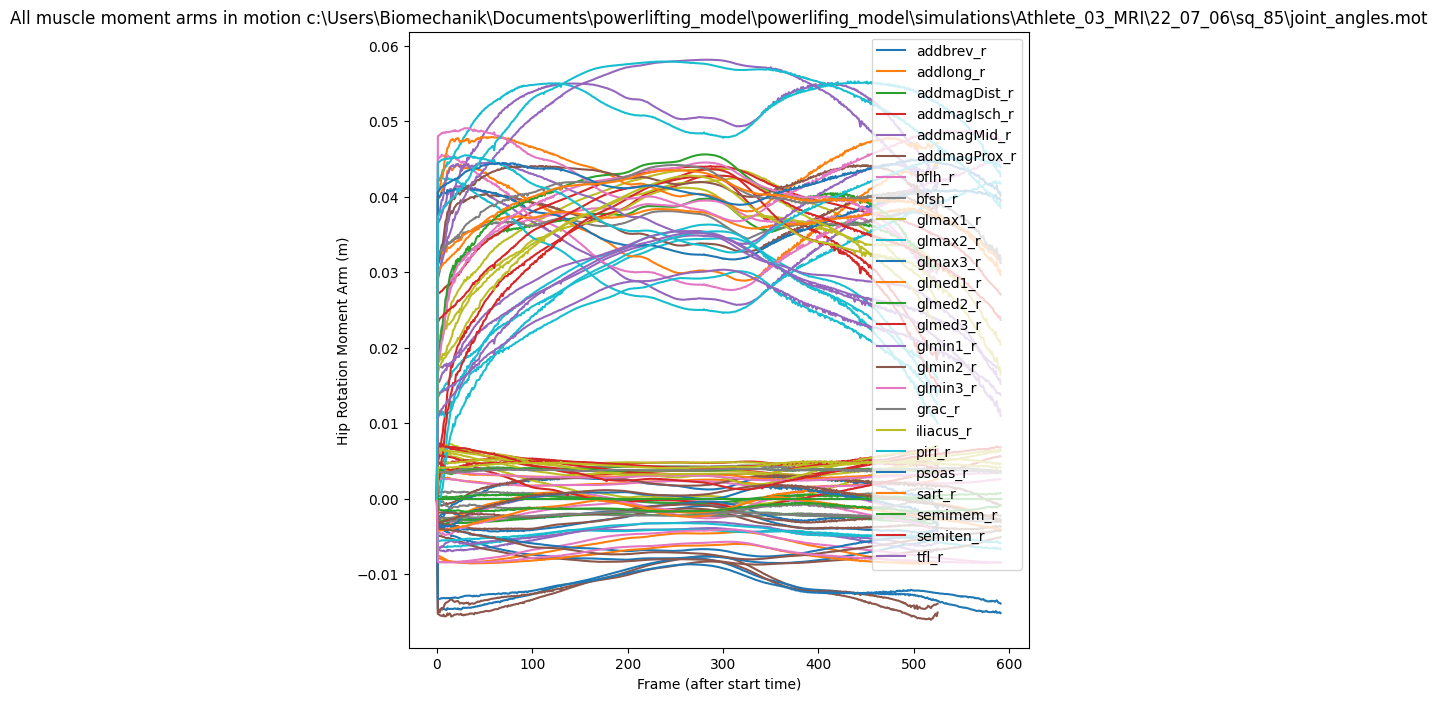 All muscle moment arms in motion c:\Users\Biomechanik\Documents\powerlifting_model\powerlifing_model\simulations\Athlete_03_MRI\22_07_06\sq_85\joint_angles.mot
0.06
0.05
0.04
0.03
0.02
0.01
0.00
−0.01
Hip Rotation Moment Arm (m)
addbrev_r
addlong_r
addmagDist_r
addmagIsch_r
addmagMid_r
addmagProx_r
bflh_r
bfsh_r
glmax1_r
glmax2_r
glmax3_r
glmed1_r
glmed2_r
glmed3_r
glmin1_r
glmin2_r
glmin3_r
grac_r
iliacus_r
piri_r
psoas_r
sart_r
semimem_r
semiten_r
tfl_r
0 100 200 300 400 500 600
Frame (after start time)